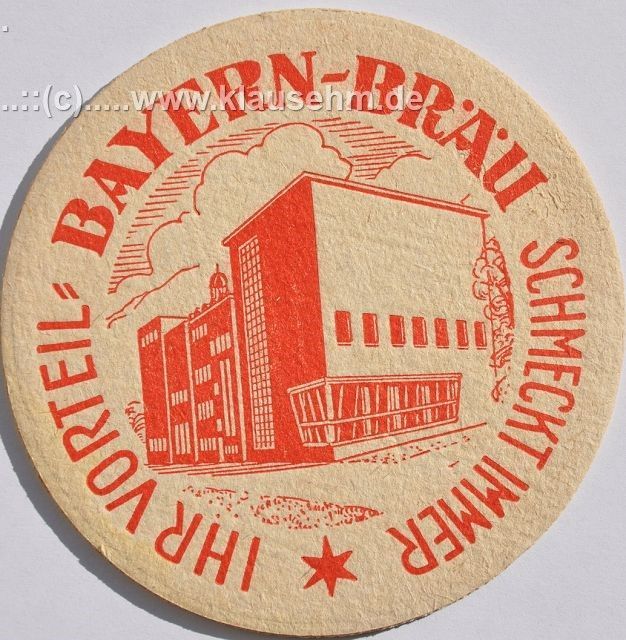 ..::(c).....www.klausehm.de
BAYERN-BRÄU
SCHMECKT IMMER
IHR VORTEIL =